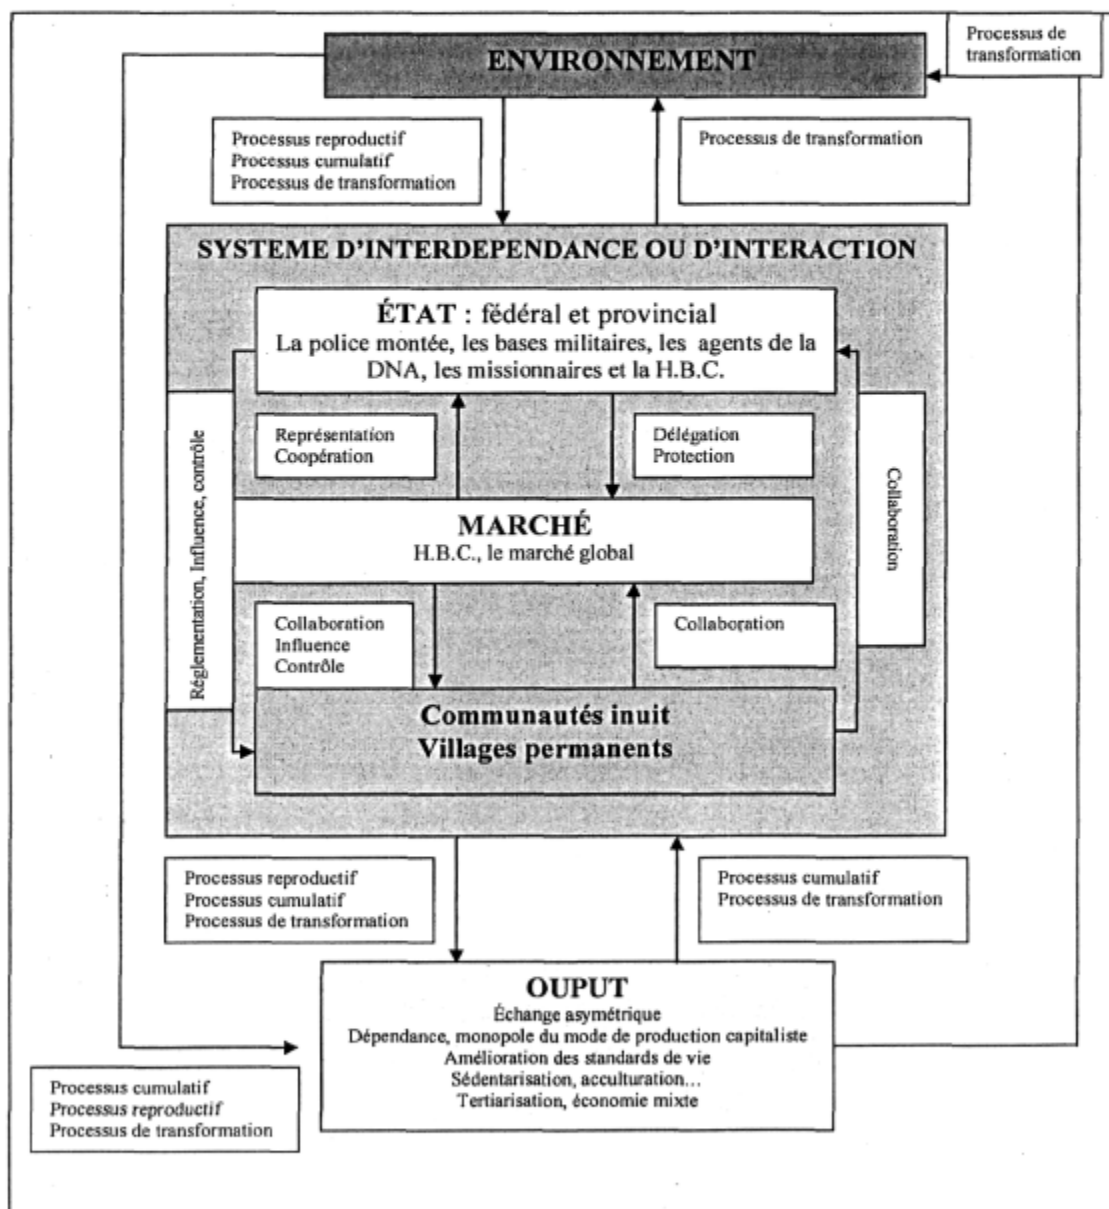 Processus de
transformation
ENVIRONNEMENT
Processus reproductif
Processus cumulatif
Processus de transformation
Processus de transformation
SYSTEME D'INTERDEPENDANCE OU D'INTERACTION
ÉTAT : fédéral et provincial
La police montée, les bases militaires, les agents de la
DNA, les missionnaires et la H.B.C.
Réglementation, Influence, contrôle
Représentation
Coopération
Délégation
Protection
Collaboration
MARCHÉ
H.B.C., le marché global
Collaboration
Influence
Contrôle
Collaboration
Communautés inuit
Villages permanents
Processus reproductif
Processus cumulatif
Processus de transformation
Processus cumulatif
Processus de transformation
OUPUT
Échange asymétrique
Dépendance, monopole du mode de production capitaliste
Amélioration des standards de vie
Sédentarisation, acculturation...
Tertiarisation, économie mixte
Processus cumulatif
Processus reproductif
Processus de transformation